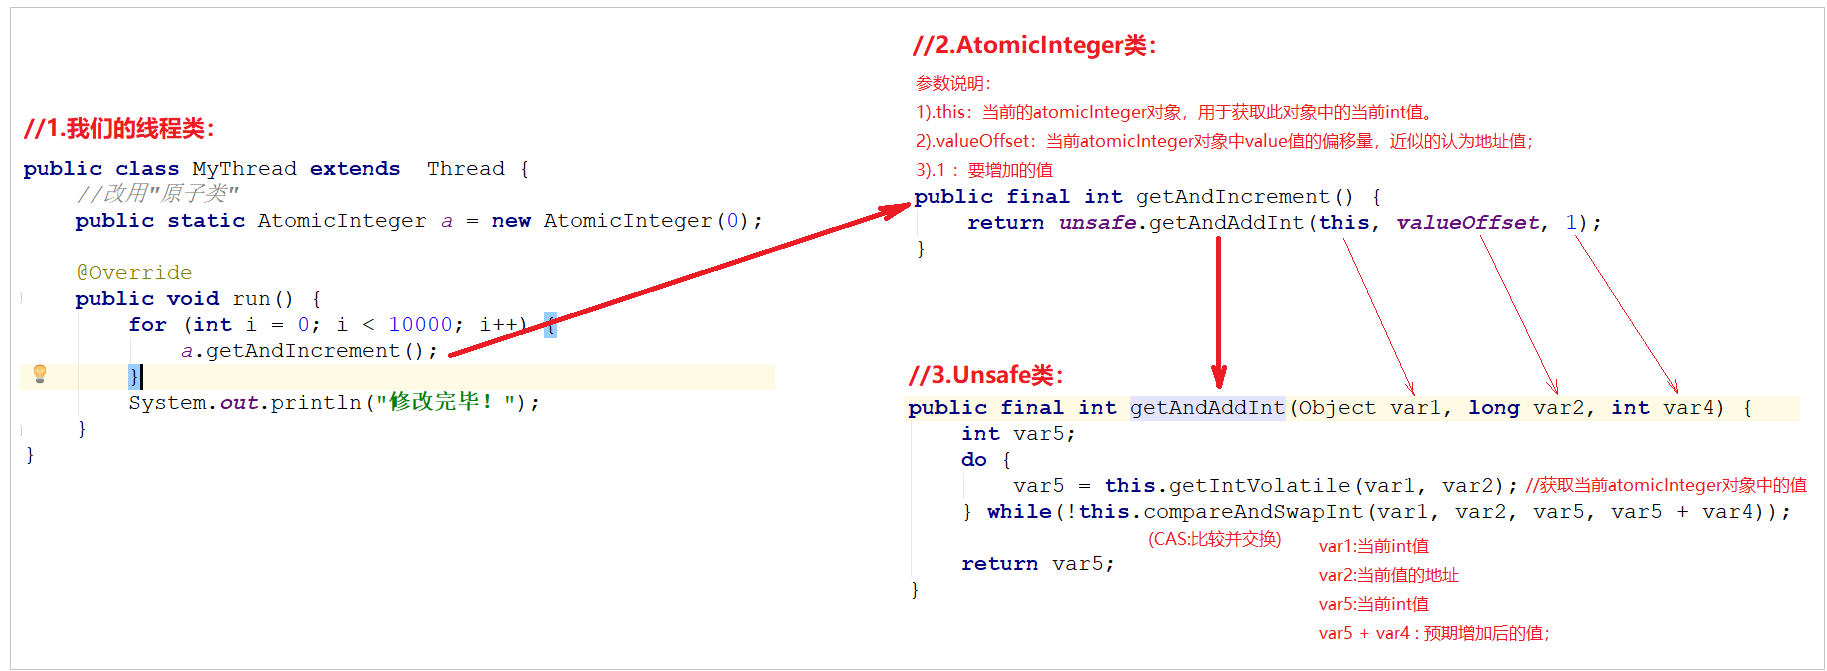 //1.我们的线程类：
public class MyThread extends  Thread {
    //改用"原子类"
    public static AtomicInteger a = new AtomicInteger(0);
    @Override
    public void run() {
        for (int i = 0; i < 10000; i++) {
            a.getAndIncrement();
        }
        System.out.println("修改完毕！");
    }
}
//2.AtomicInteger类：
参数说明：
1).this：当前的atomicInteger对象，用于获取此对象中的当前int值。
2).valueOffset：当前atomicInteger对象中value值的偏移量，近似的认为地址值；
3).1 ：要增加的值
public final int getAndIncrement() {
    return unsafe.getAndAddInt(this, valueOffset, 1);
}
//3.Unsafe类：
public final int getAndAddInt(Object var1, long var2, int var4) {
    int var5;
    do {
        var5 = this.getIntVolatile(var1, var2); //获取当前atomicInteger对象中的值
    } while(!this.compareAndSwapInt(var1, var2, var5, var5 + var4));
(CAS:比较并交换)
var1:当前int值
    return var5;
var2:当前值的地址
}
var5:当前int值
var5 + var4 : 预期增加后的值；